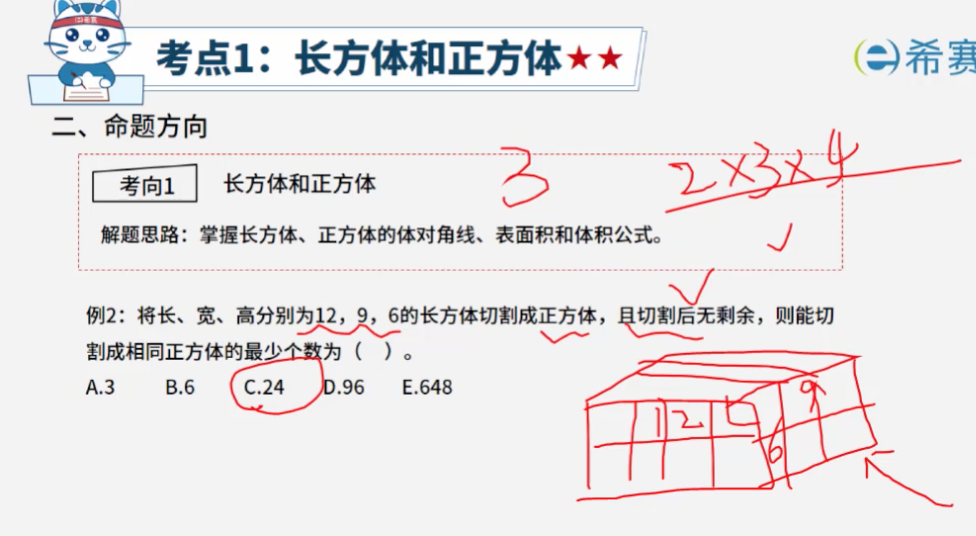 考点1：长方体和正方体★★
希赛
二、命题方向
考向1 长方体和正方体
3
2×3×4
解题思路：掌握长方体、正方体的体对角线、表面积和体积公式。
例2：将长、宽、高分别为12，9，6的长方体切割成正方体，且切割后无剩余，则能切
割成相同正方体的最少个数为（ ）。
A.3 B.6 C.24 D.96 E.648
12
9
6